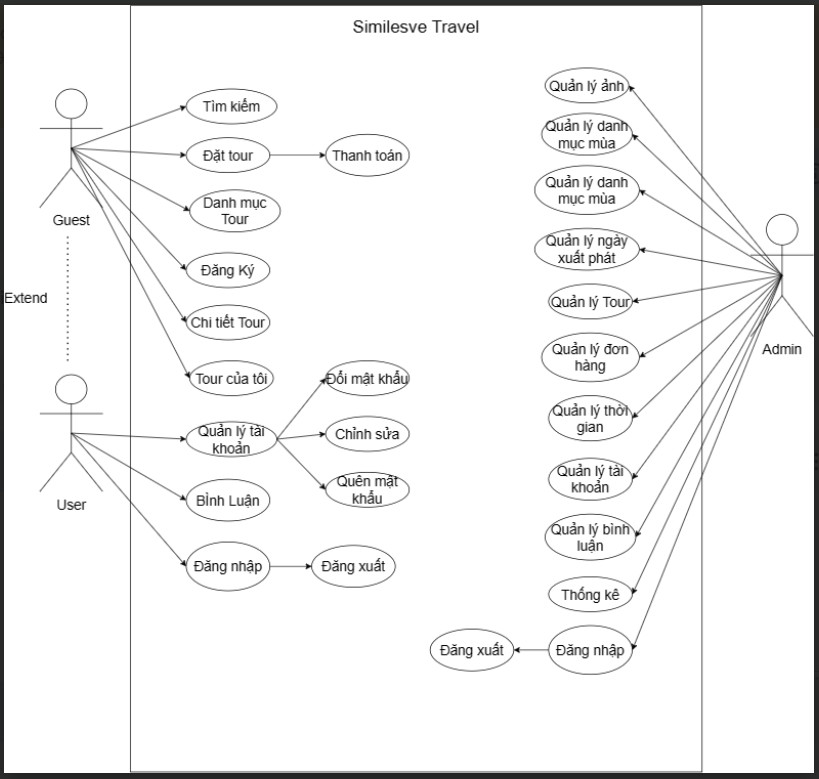 Similesve Travel
Tìm kiếm
Đặt tour
Thanh toán
Danh mục
Tour
Guest
Đăng Ký
Extend
Chi tiết Tour
Tour của tôi
Đổi mật khẩu
Quản lý tài
khoản
Chỉnh sửa
Quên mật
khẩu
User
Bình Luận
Đăng nhập
Đăng xuất
Quản lý ảnh
Quản lý danh
mục mùa
Quản lý danh
mục mùa
Quản lý ngày
xuất phát
Quản lý Tour
Admin
Quản lý đơn
hàng
Quản lý thời
gian
Quản lý tài
khoản
Quản lý bình
luận
Thống kê
Đăng nhập
Đăng xuất